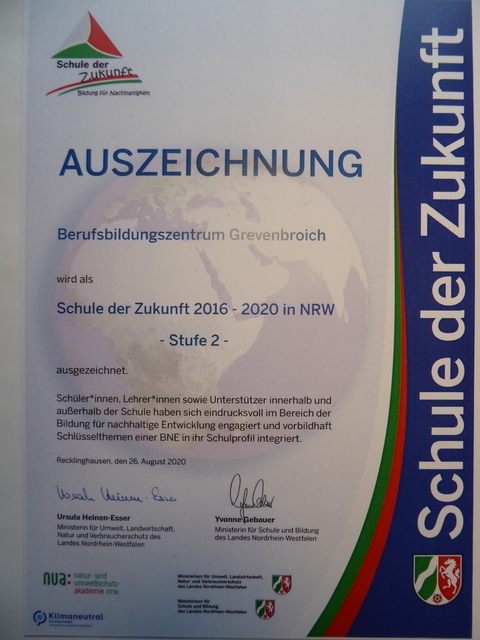 Schule der
Zukunft
Bildung für Nachhaltigkeit
AUSZEICHNUNG
Berufsbildungszentrum Grevenbroich
wird als
Schule der Zukunft 2016 - 2020 in NRW
- Stufe 2 -
ausgezeichnet.
Schüler*innen, Lehrer*innen sowie Unterstützer innerhalb und
außerhalb der Schule haben sich eindrucksvoll im Bereich der
Bildung für nachhaltige Entwicklung engagiert und vorbildhaft
Schlüsselthemen einer BNE in ihr Schulprofil integriert.
Recklinghausen, den 26. August 2020
Ursula Heinen-Esser
Ursula Heinen-Esser
Ministerin für Umwelt, Landwirtschaft,
Natur und Verbraucherschutz des
Landes Nordrhein-Westfalen
Yvonne Gebauer
Ministerin für Schule und Bildung
des Landes Nordrhein-Westfalen
nua: natur- und
umweltschutz-
akademie nrw.
Ministerium für Umwelt, Landwirtschaft,
Natur und Verbraucherschutz
des Landes Nordrhein-Westfalen
Ministerium für
Schule und Bildung
des Landes Nordrhein-Westfalen
Klimaneutral
Schule der Zukunft